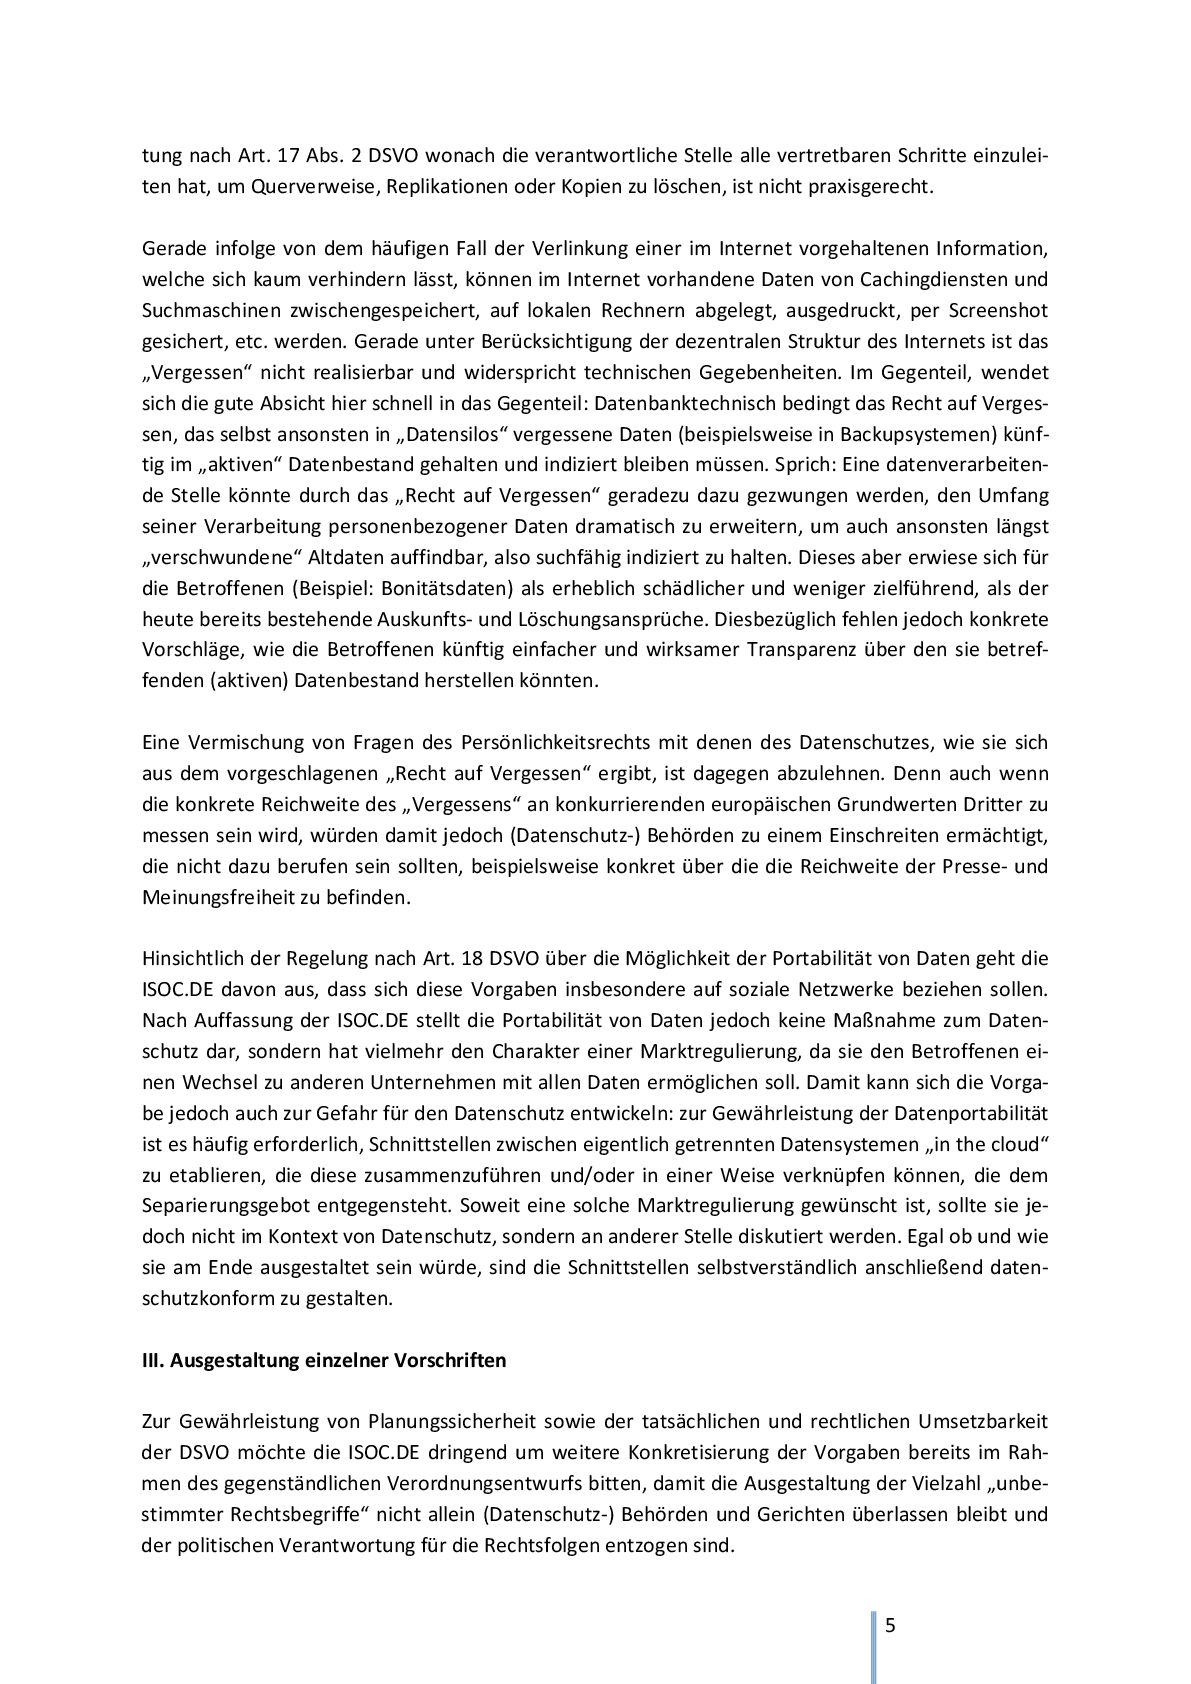 tung nach Art. 17 Abs. 2 DSVO wonach die verantwortliche Stelle alle vertretbaren Schritte einzulei-
ten hat, um Querverweise, Replikationen oder Kopien zu löschen, ist nicht praxisgerecht.
Gerade infolge von dem häufigen Fall der Verlinkung einer im Internet vorgehaltenen Information,
welche sich kaum verhindern lässt, können im Internet vorhandene Daten von Cachingdiensten und
Suchmaschinen zwischengespeichert, auf lokalen Rechnern abgelegt, ausgedruckt, per Screenshot
gesichert, etc. werden. Gerade unter Berücksichtigung der dezentralen Struktur des Internets ist das
„Vergessen“ nicht realisierbar und widerspricht technischen Gegebenheiten. Im Gegenteil, wendet
sich die gute Absicht hier schnell in das Gegenteil: Datenbanktechnisch bedingt das Recht auf Verges-
sen, das selbst ansonsten in „Datensilos“ vergessene Daten (beispielsweise in Backupsystemen) künf-
tig im „aktiven“ Datenbestand gehalten und indiziert bleiben müssen. Sprich: Eine datenverarbeiten-
de Stelle könnte durch das „Recht auf Vergessen“ geradezu dazu gezwungen werden, den Umfang
seiner Verarbeitung personenbezogener Daten dramatisch zu erweitern, um auch ansonsten längst
„verschwundene“ Altdaten auffindbar, also suchfähig indiziert zu halten. Dieses aber erwiese sich für
die Betroffenen (Beispiel: Bonitätsdaten) als erheblich schädlicher und weniger zielführend, als der
heute bereits bestehende Auskunfts- und Löschungsansprüche. Diesbezüglich fehlen jedoch konkrete
Vorschläge, wie die Betroffenen künftig einfacher und wirksamer Transparenz über den sie betref-
fenden (aktiven) Datenbestand herstellen könnten.
Eine Vermischung von Fragen des Persönlichkeitsrechts mit denen des Datenschutzes, wie sie sich
aus dem vorgeschlagenen „Recht auf Vergessen“ ergibt, ist dagegen abzulehnen. Denn auch wenn
die konkrete Reichweite des „Vergessens“ an konkurrierenden europäischen Grundwerten Dritter zu
messen sein wird, würden damit jedoch (Datenschutz-) Behörden zu einem Einschreiten ermächtigt,
die nicht dazu berufen sein sollten, beispielsweise konkret über die die Reichweite der Presse- und
Meinungsfreiheit zu befinden.
Hinsichtlich der Regelung nach Art. 18 DSVO über die Möglichkeit der Portabilität von Daten geht die
ISOC.DE davon aus, dass sich diese Vorgaben insbesondere auf soziale Netzwerke beziehen sollen.
Nach Auffassung der ISOC.DE stellt die Portabilität von Daten jedoch keine Maßnahme zum Daten-
schutz dar, sondern hat vielmehr den Charakter einer Marktregulierung, da sie den Betroffenen ei-
nen Wechsel zu anderen Unternehmen mit allen Daten ermöglichen soll. Damit kann sich die Vorga-
be jedoch auch zur Gefahr für den Datenschutz entwickeln: zur Gewährleistung der Datenportabilität
ist es häufig erforderlich, Schnittstellen zwischen eigentlich getrennten Datensystemen „in the cloud“
zu etablieren, die diese zusammenzuführen und/oder in einer Weise verknüpfen können, die dem
Separierungsgebot entgegensteht. Soweit eine solche Marktregulierung gewünscht ist, sollte sie je-
doch nicht im Kontext von Datenschutz, sondern an anderer Stelle diskutiert werden. Egal ob und wie
sie am Ende ausgestaltet sein würde, sind die Schnittstellen selbstverständlich anschließend daten-
schutzkonform zu gestalten.
III. Ausgestaltung einzelner Vorschriften
Zur Gewährleistung von Planungssicherheit sowie der tatsächlichen und rechtlichen Umsetzbarkeit
der DSVO möchte die ISOC.DE dringend um weitere Konkretisierung der Vorgaben bereits im Rah-
men des gegenständlichen Verordnungsentwurfs bitten, damit die Ausgestaltung der Vielzahl „unbe-
stimmter Rechtsbegriffe“ nicht allein (Datenschutz-) Behörden und Gerichten überlassen bleibt und
der politischen Verantwortung für die Rechtsfolgen entzogen sind.
5